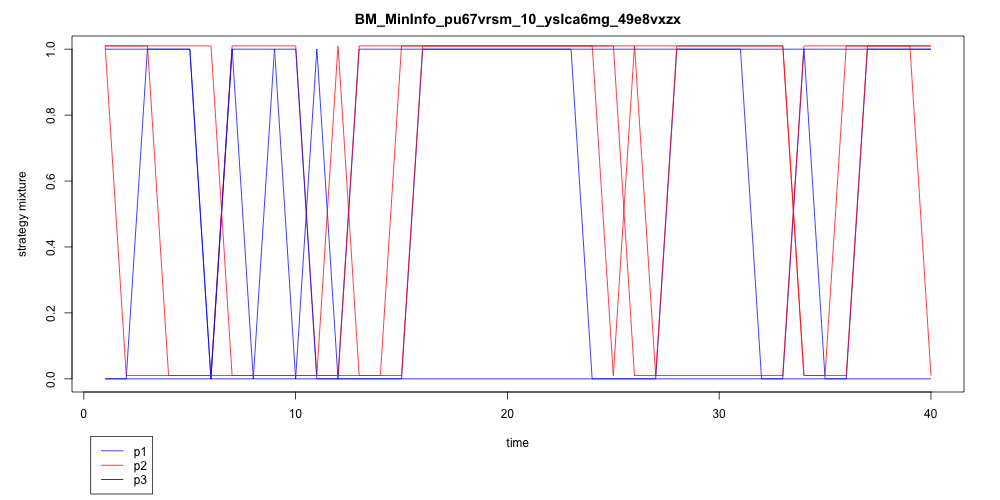 BM_MinInfo_pu67vrsm_10_yslca6mg_49e8vxzx
strategy mixture
1.0
0.8
0.6
0.4
0.2
0.0
0 10 20 30 40
time
p1
p2
p3